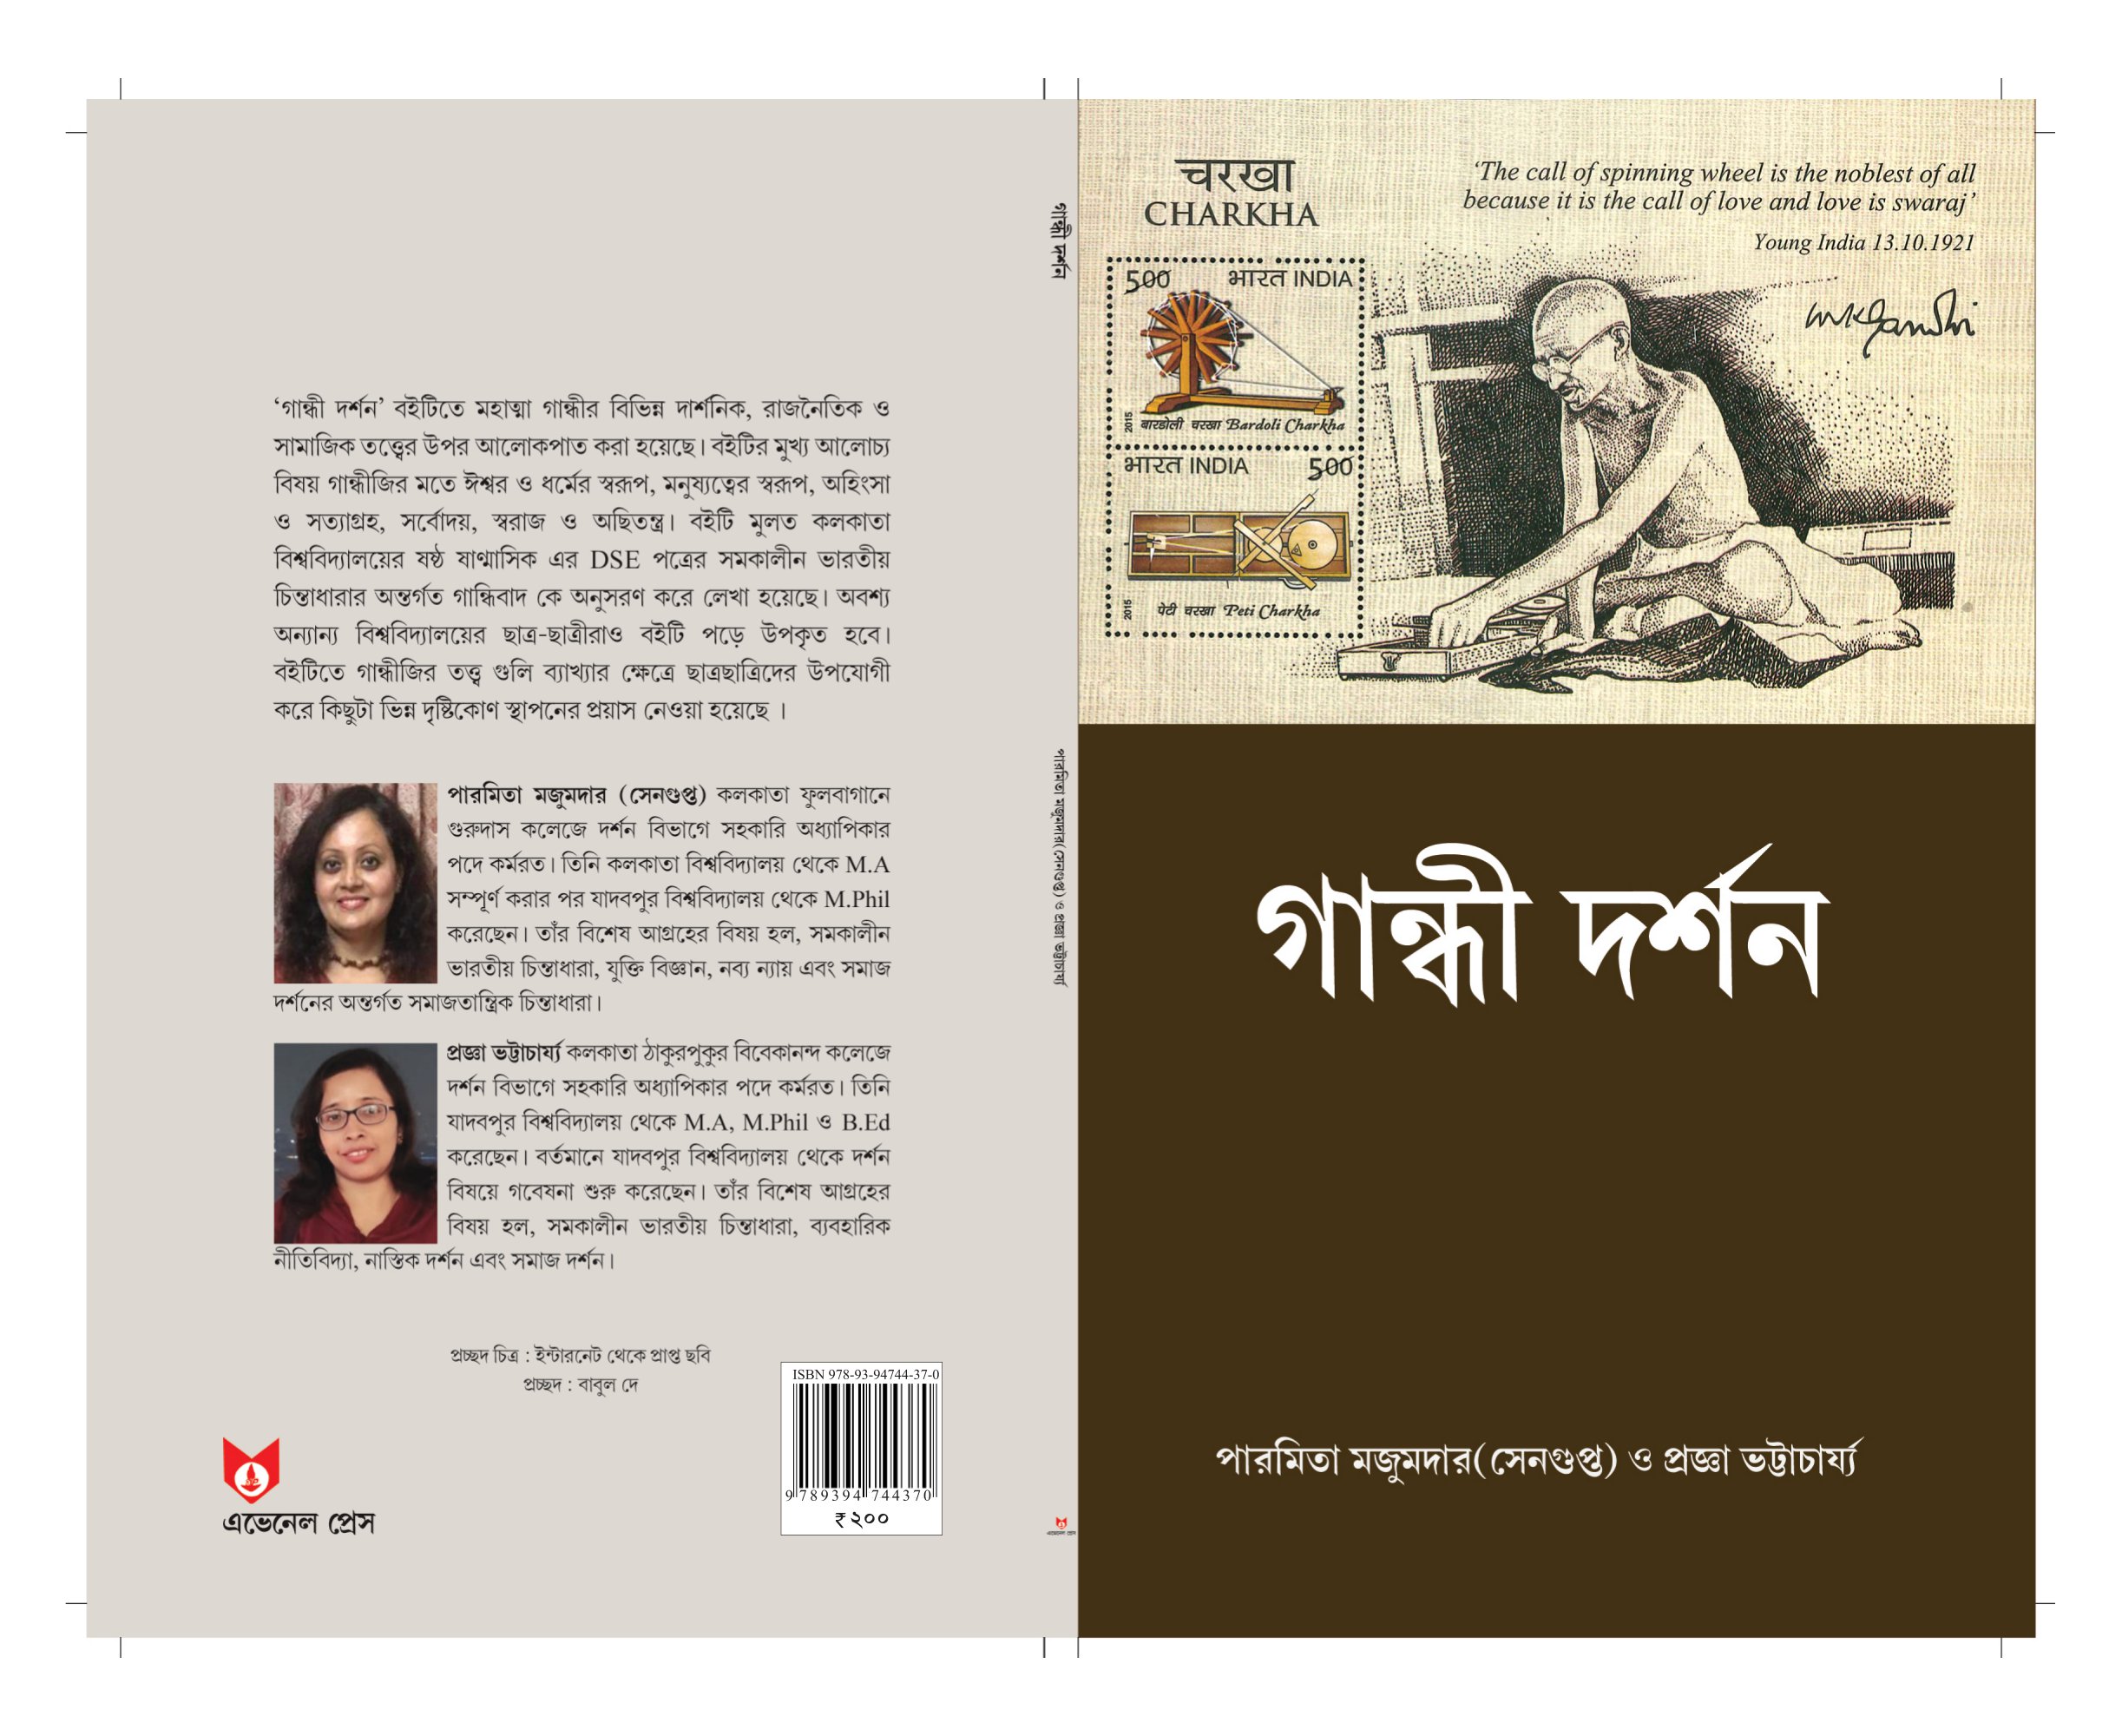 ‘গান্ধী দর্শন’ বইটিতে মহাত্মা গান্ধীর বিভিন্ন দার্শনিক, রাজনৈতিক ও
সামাজিক তত্ত্বের উপর আলোকপাত করা হয়েছে। বইটির মুখ্য আলোচ্য
বিষয় গান্ধীজির মতে ঈশ্বর ও ধর্মের স্বরূপ, মনুষ্যত্বের স্বরূপ, অহিংসা
ও সত্যাগ্রহ, সর্বোদয়, স্বরাজ ও অছিতন্ত্র। বইটি মুলত কলকাতা
বিশ্ববিদ্যালয়ের ষষ্ঠ ষাণ্মাসিক এর DSE পত্রের সমকালীন ভারতীয়
চিন্তাধারার অন্তর্গত গান্ধিবাদ কে অনুসরণ করে লেখা হয়েছে। অবশ্য
অন্যান্য বিশ্ববিদ্যালয়ের ছাত্র-ছাত্রীরাও বইটি পড়ে উপকৃত হবে।
বইটিতে গান্ধীজির তত্ত্ব গুলি ব্যাখ্যার ক্ষেত্রে ছাত্রছাত্রিদের উপযোগী
করে কিছুটা ভিন্ন দৃষ্টিকোণ স্থাপনের প্রয়াস নেওয়া হয়েছে ।
পারমিতা মজুমদার (সেনগুপ্ত) কলকাতা ফুলবাগানে
গুরুদাস কলেজে দর্শন বিভাগে সহকারি অধ্যাপিকার
পদে কর্মরত। তিনি কলকাতা বিশ্ববিদ্যালয় থেকে M.A
সম্পূর্ণ করার পর যাদবপুর বিশ্ববিদ্যালয় থেকে M.Phil
করেছেন। তাঁর বিশেষ আগ্রহের বিষয় হল, সমকালীন
ভারতীয় চিন্তাধারা, যুক্তি বিজ্ঞান, নব্য ন্যায় এবং সমাজ
দর্শনের অন্তর্গত সমাজতান্ত্রিক চিন্তাধারা।
প্রজ্ঞা ভট্টাচার্য্য কলকাতা ঠাকুরপুকুর বিবেকানন্দ কলেজে
দর্শন বিভাগে সহকারি অধ্যাপিকার পদে কর্মরত। তিনি
যাদবপুর বিশ্ববিদ্যালয় থেকে M.A, M.Phil ও B.Ed
করেছেন। বর্তমানে যাদবপুর বিশ্ববিদ্যালয় থেকে দর্শন
বিষয়ে গবেষনা শুরু করেছেন। তাঁর বিশেষ আগ্রহের
বিষয় হল, সমকালীন ভারতীয় চিন্তাধারা, ব্যবহারিক
নীতিবিদ্যা, নাস্তিক দর্শন এবং সমাজ দর্শন।
প্রচ্ছদ চিত্র : ইন্টারনেট থেকে প্রাপ্ত ছবি
প্রচ্ছদ : বাবুল দে
ISBN 978-93-94744-37-0
9 789394 744370
₹ ২০০
এভেনেল প্রেস
গান্ধী দর্শন
পারমিতা মজুমদার(সেনগুপ্ত) ও প্রজ্ঞা ভট্টাচার্য্য
এভেনেল প্রেস
चरखा
CHARKHA
‘The call of spinning wheel is the noblest of all
because it is the call of love and love is swaraj’
Young India 13.10.1921
mkgandhi
5.00 भारत INDIA
2015 बारडोली चरखा Bardoli Charkha
भारत INDIA 5.00
2015 पेटी चरखा Peti Charkha
গান্ধী দর্শন
পারমিতা মজুমদার(সেনগুপ্ত) ও প্রজ্ঞা ভট্টাচার্য্য